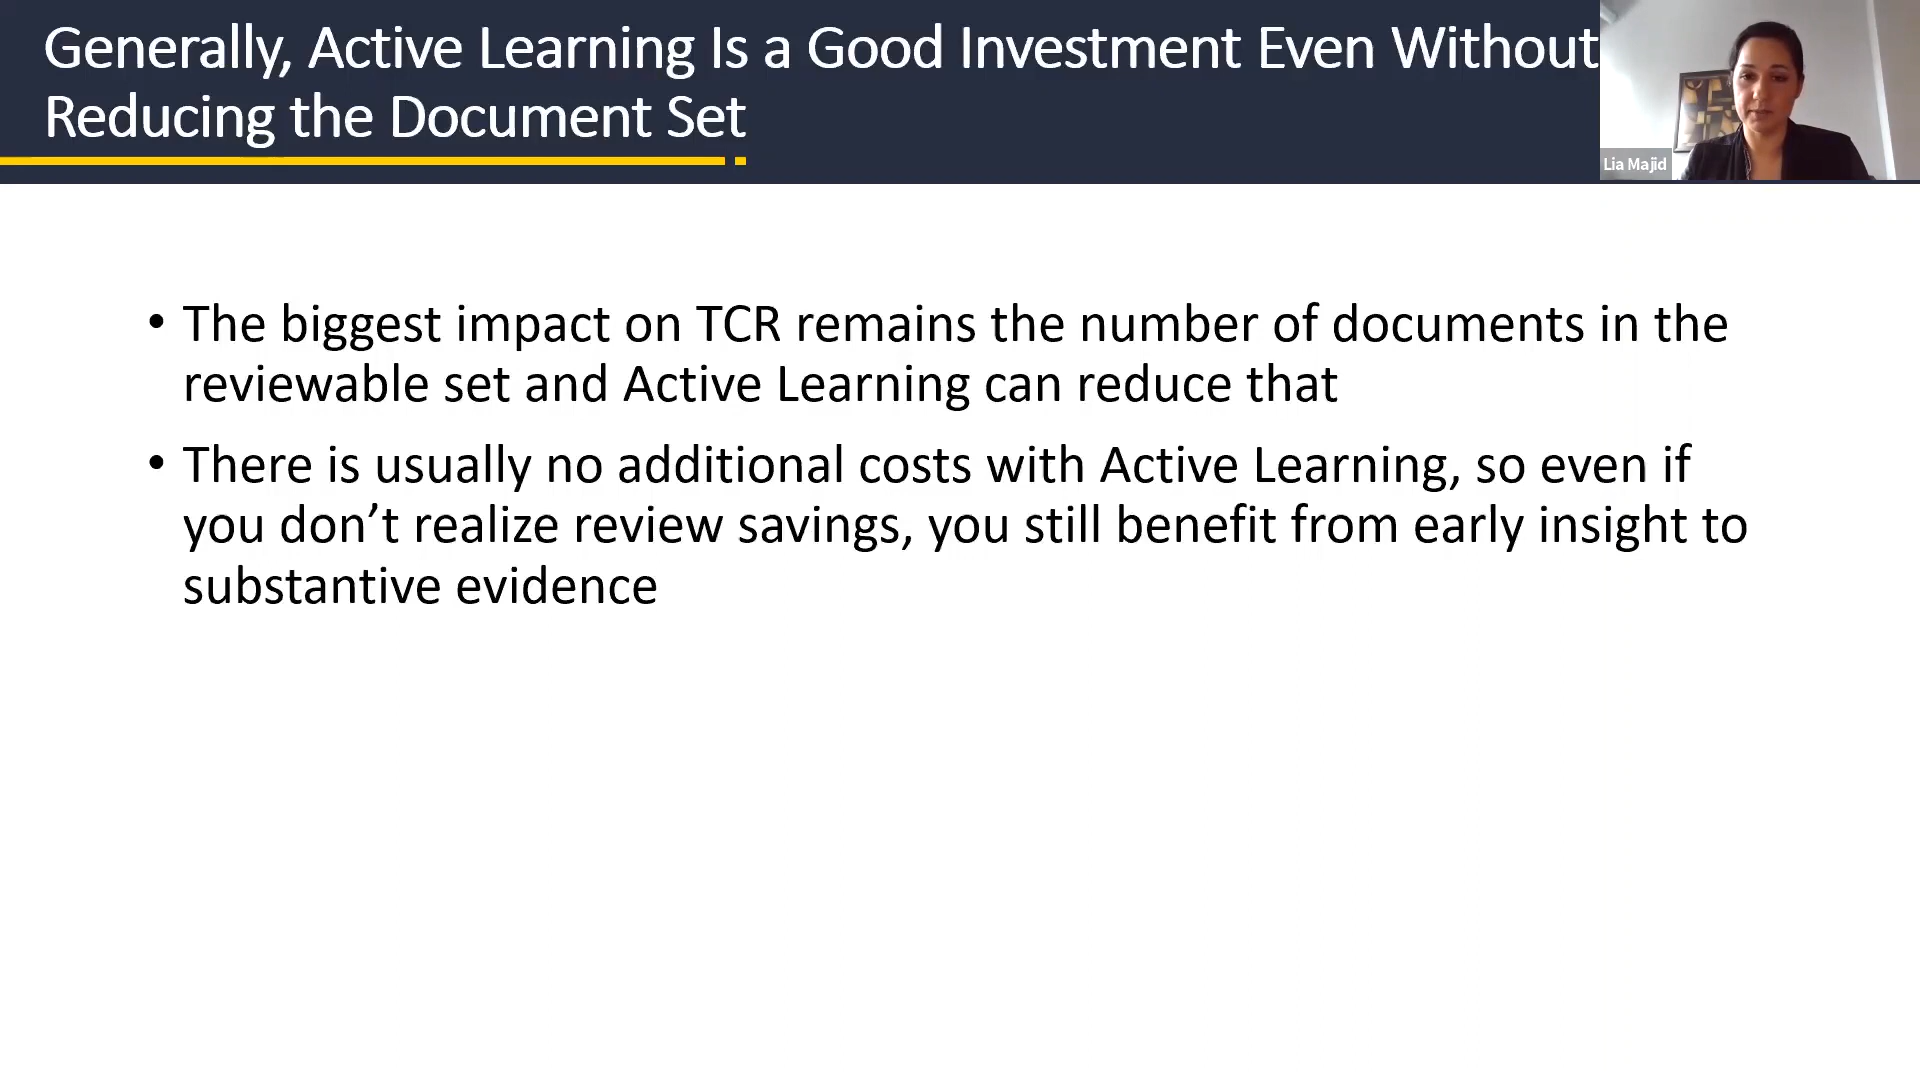 Generally, Active Learning Is a Good Investment Even Without
Reducing the Document Set
Lia Majid
• The biggest impact on TCR remains the number of documents in the
reviewable set and Active Learning can reduce that
• There is usually no additional costs with Active Learning, so even if
you don’t realize review savings, you still benefit from early insight to
substantive evidence